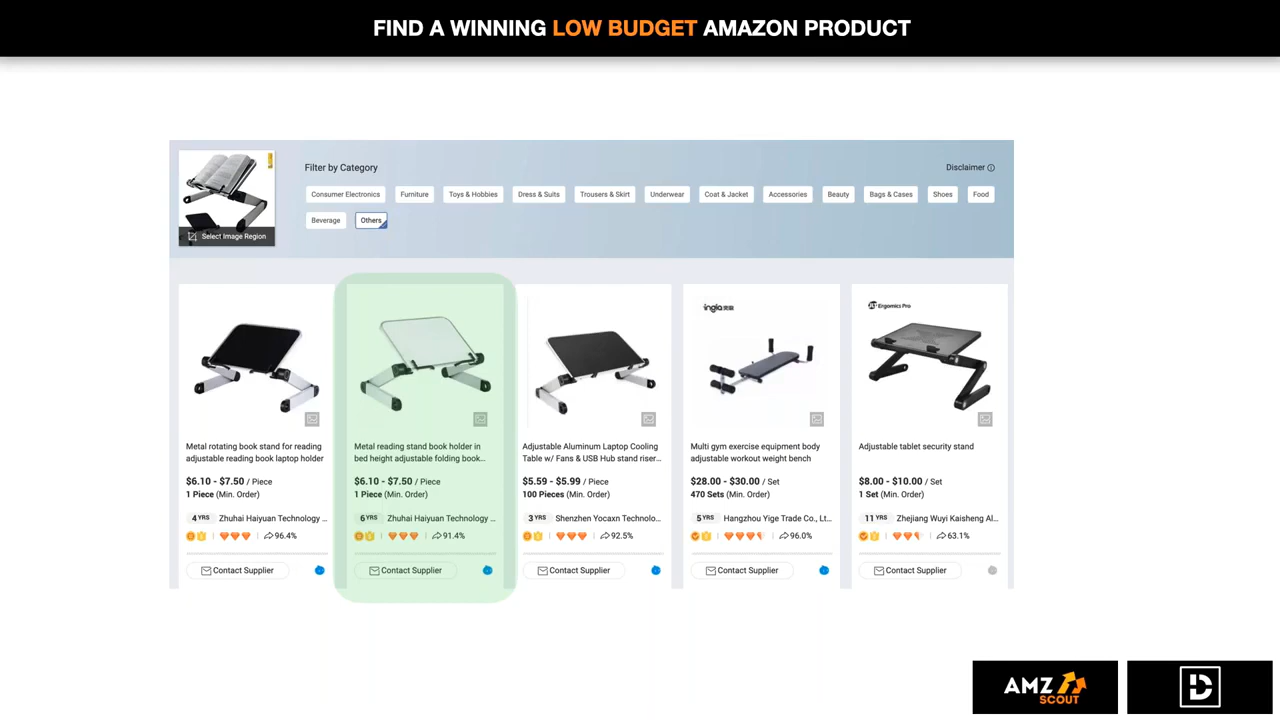 FIND A WINNING LOW BUDGET AMAZON PRODUCT
Filter by Category
Disclaimer
Consumer Electronics
Furniture
Toys & Hobbies
Dress & Suits
Trousers & Skirt
Underwear
Coat & Jacket
Accessories
Beauty
Bags & Cases
Shoes
Food
Beverage
Others
Select Image Region
Metal rotating book stand for reading
adjustable reading book laptop holder
$6.10 - $7.50 / Piece
1 Piece (Min. Order)
4 YRS Zhuhai Haiyuan Technology ...
96.4%
Contact Supplier
Metal reading stand book holder in
bed height adjustable folding book...
$6.10 - $7.50 / Piece
1 Piece (Min. Order)
6 YRS Zhuhai Haiyuan Technology ...
91.4%
Contact Supplier
Adjustable Aluminum Laptop Cooling
Table w/ Fans & USB Hub stand riser...
$5.59 - $5.99 / Piece
100 Pieces (Min. Order)
3 YRS Shenzhen Yocaxn Technolo...
92.5%
Contact Supplier
ingla
Multi gym exercise equipment body
adjustable workout weight bench
$28.00 - $30.00 / Set
470 Sets (Min. Order)
5 YRS Hangzhou Yige Trade Co., Lt...
96.0%
Contact Supplier
Ergomics Pro
Adjustable tablet security stand
$8.00 - $10.00 / Set
1 Set (Min. Order)
11 YRS Zhejiang Wuyi Kaisheng Al...
63.1%
Contact Supplier
AMZ
SCOUT